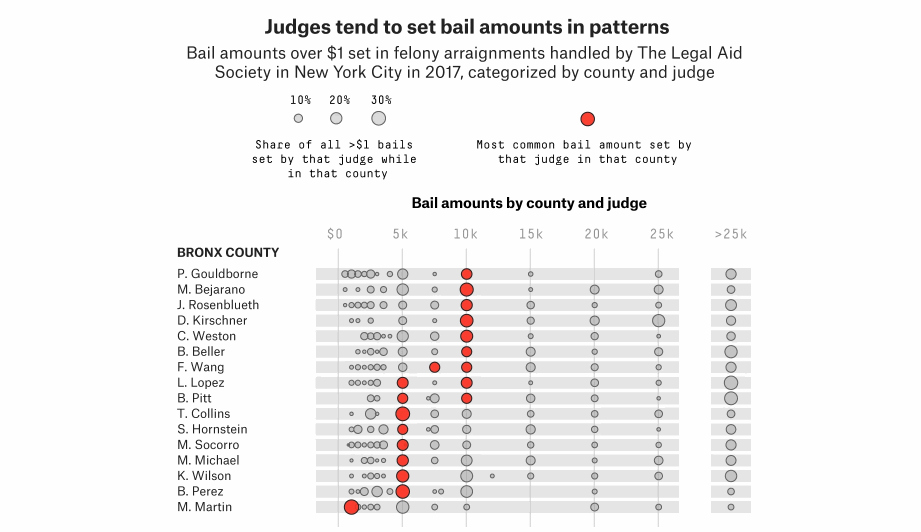 Judges tend to set bail amounts in patterns
Bail amounts over $1 set in felony arraignments handled by The Legal Aid
Society in New York City in 2017, categorized by county and judge
10% 20% 30%
Share of all >$1 bails
set by that judge while
in that county
Most common bail amount set by
that judge in that county
Bail amounts by county and judge
$0 5k 10k 15k 20k 25k >25k
BRONX COUNTY
P. Gouldborne
M. Bejarano
J. Rosenblueth
D. Kirschner
C. Weston
B. Beller
F. Wang
L. Lopez
B. Pitt
T. Collins
S. Hornstein
M. Socorro
M. Michael
K. Wilson
B. Perez
M. Martin